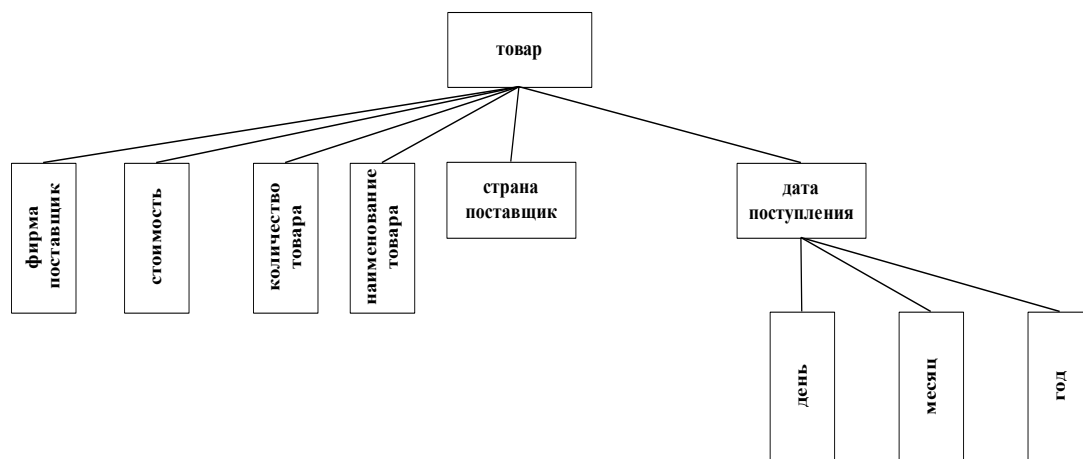 товар
фирма
поставщик
стоимость
количество
товара
наименование
товара
страна
поставщик
дата
поступления
день
месяц
год